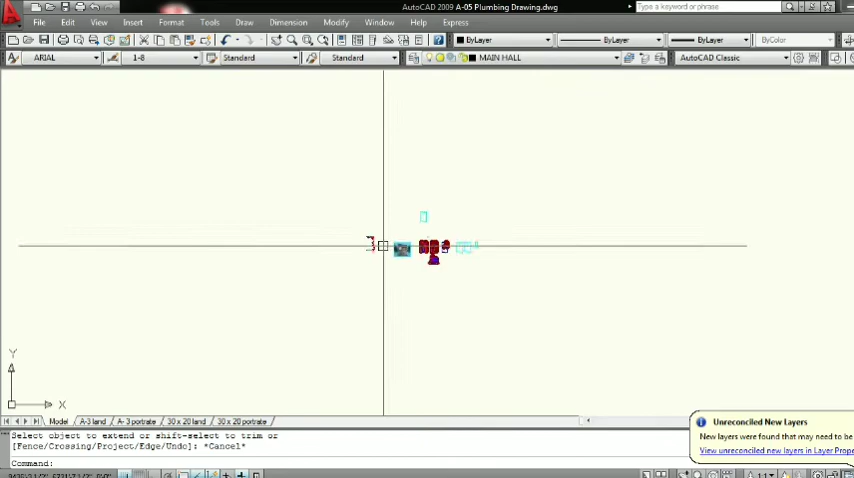 AutoCAD 2009 A-05 Plumbing Drawing.dwg
Type a keyword or phrase
File Edit View Insert Format Tools Draw Dimension Modify Window Help Express
ByLayer ByLayer ByLayer ByColor
ARIAL 1-8 Standard Standard MAIN HALL AutoCAD Classic
Y
X
Model A-3 land A- 3 portrate 30 x 20 land 30 x 20 portrate
Select object to extend or shift-select to trim or
[Fence/Crossing/Project/Edge/Undo]: *Cancel*
Command:
Unreconciled New Layers
New layers were found that may need to be
View unreconciled new layers in Layer Prope